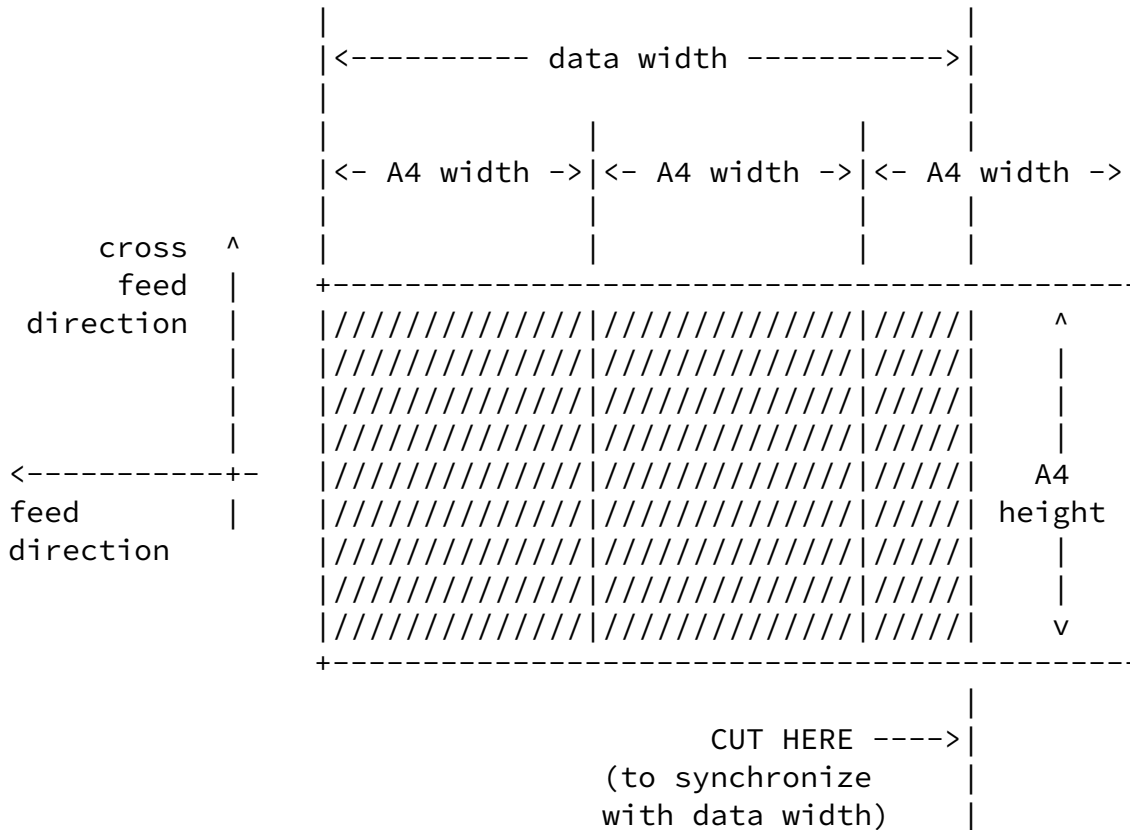 |<---------- data width ----------->|
|<- A4 width ->|<- A4 width ->|<- A4 width ->
cross ^
feed | +---------------------------------------------
direction | |//////////////|//////////////|/////| ^
| |//////////////|//////////////|/////| |
| |//////////////|//////////////|/////| |
| |//////////////|//////////////|/////| |
<-----------+- |//////////////|//////////////|/////| A4
feed | |//////////////|//////////////|/////| height
direction |//////////////|//////////////|/////| |
|//////////////|//////////////|/////| |
|//////////////|//////////////|/////| v
+---------------------------------------------
CUT HERE ---->|
(to synchronize |
with data width) |